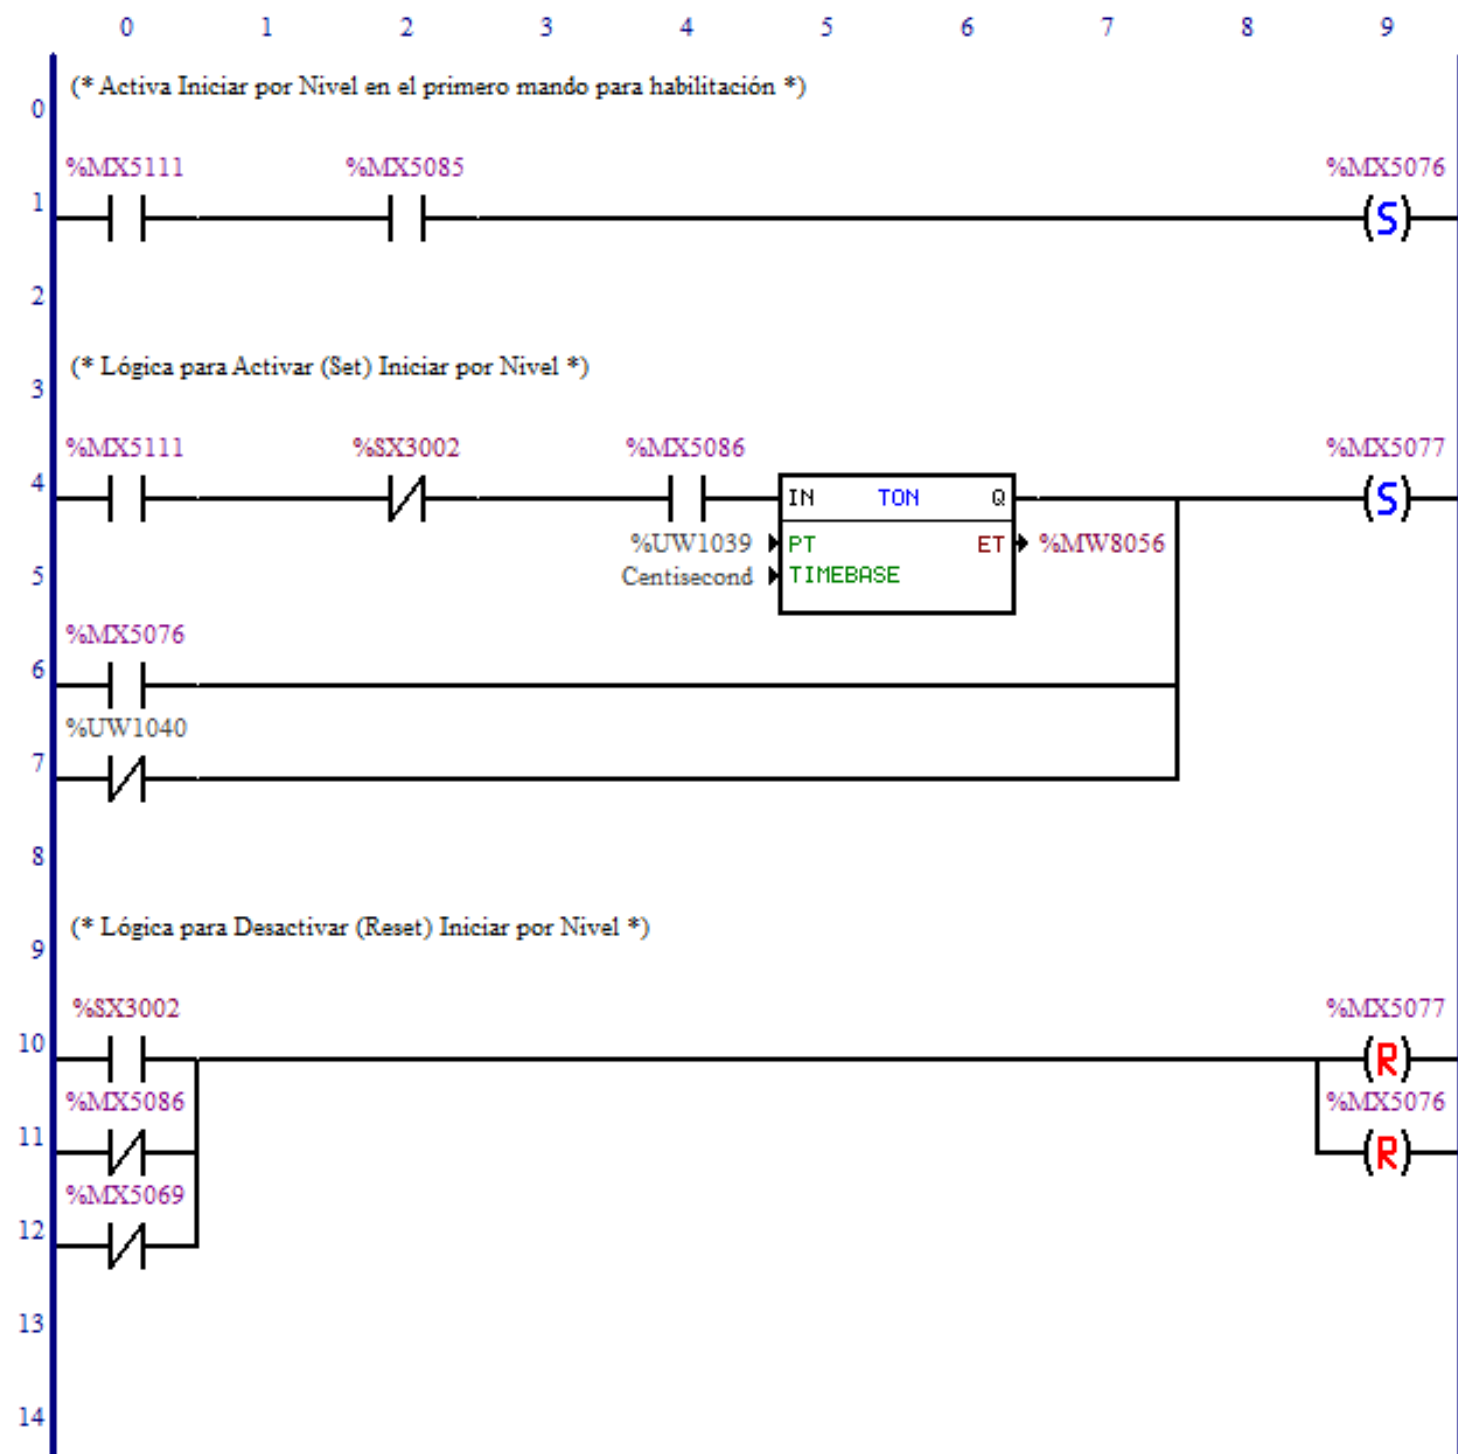 0 1 2 3 4 5 6 7 8 9
(* Activa Iniciar por Nivel en el primero mando para habilitación *)
0
%MX5111 %MX5085 %MX5076
1 (S)
2
(* Lógica para Activar (Set) Iniciar por Nivel *)
3
%MX5111 %SX3002 %MX5086 %MX5077
4 IN TON Q (S)
%UW1039 PT ET %MW8056
5 Centisecond TIMEBASE
%MX5076
6
%UW1040
7
8
(* Lógica para Desactivar (Reset) Iniciar por Nivel *)
9
%SX3002 %MX5077
10 (R)
%MX5086 %MX5076
11 (R)
%MX5069
12
13
14